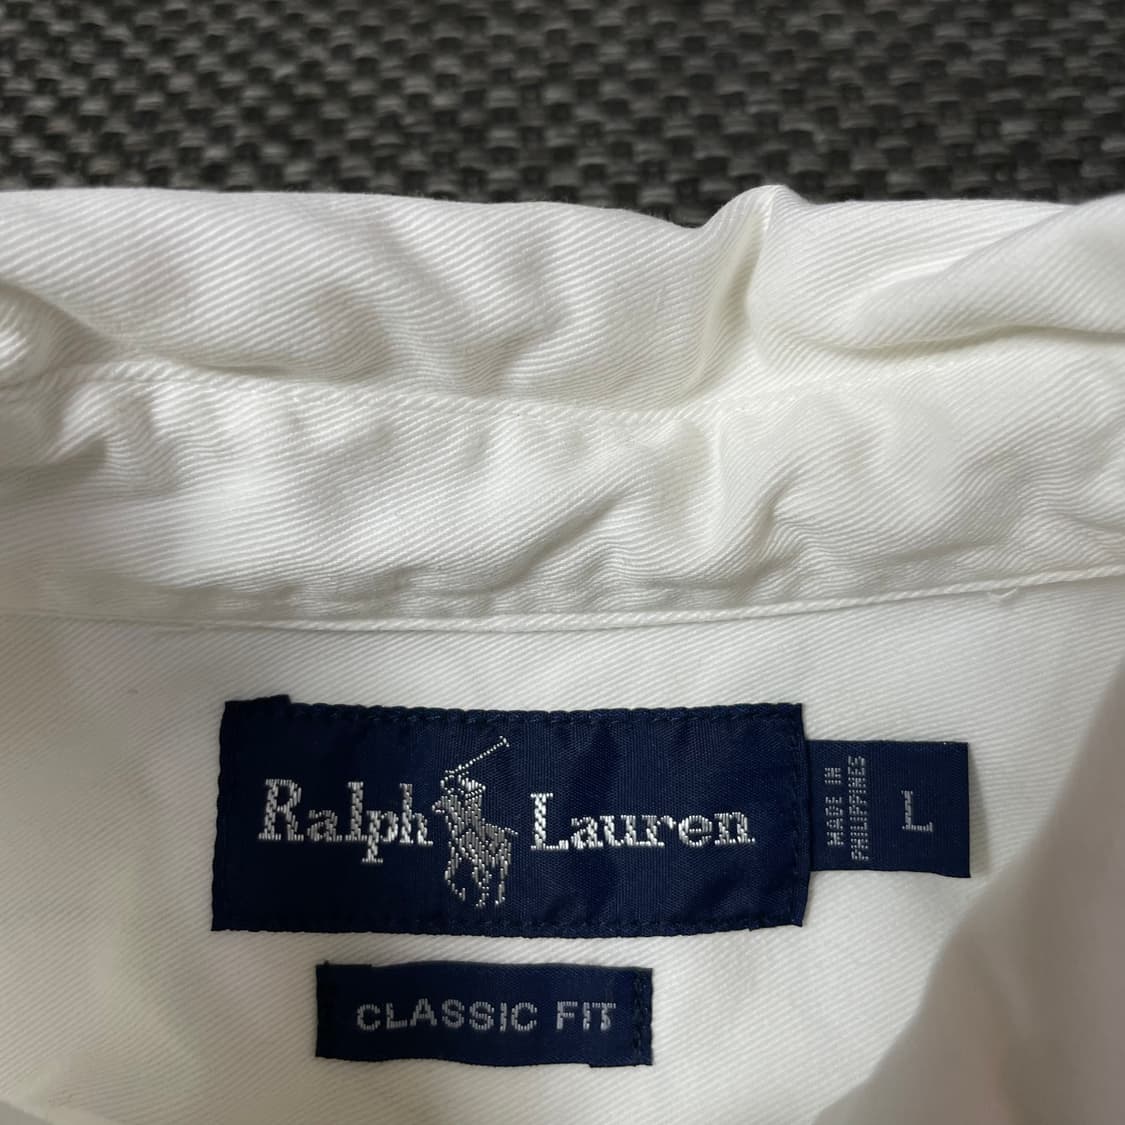 Ralph Lauren
MADE IN
PHILIPPINES
L
CLASSIC FIT